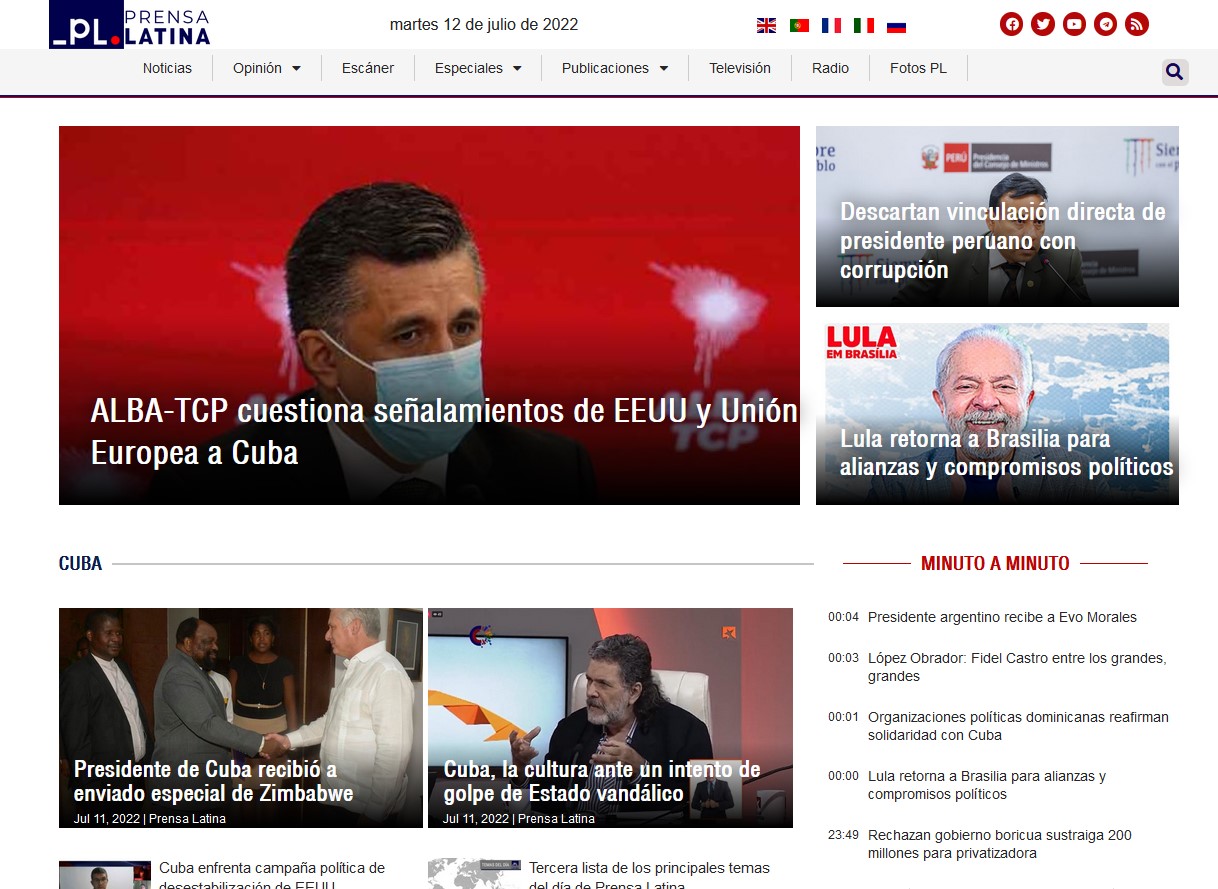 PRENSA
_PL.LATINA
martes 12 de julio de 2022
Noticias
Opinión
Escáner
Especiales
Publicaciones
Televisión
Radio
Fotos PL
ALBA-TCP cuestiona señalamientos de EEUU y Unión
Europea a Cuba
PERÚ
Presidencia
del Consejo de Ministros
Descartan vinculación directa de
presidente peruano con
corrupción
LULA
EM BRASÍLIA
Lula retorna a Brasilia para
alianzas y compromisos políticos
CUBA
Presidente de Cuba recibió a
enviado especial de Zimbabwe
Jul 11, 2022 | Prensa Latina
Cuba, la cultura ante un intento de
golpe de Estado vandálico
Jul 11, 2022 | Prensa Latina
Cuba enfrenta campaña política de
desestabilización de EEUU
Tercera lista de los principales temas
del día de Prensa Latina
MINUTO A MINUTO
00:04 Presidente argentino recibe a Evo Morales
00:03 López Obrador: Fidel Castro entre los grandes,
grandes
00:01 Organizaciones políticas dominicanas reafirman
solidaridad con Cuba
00:00 Lula retorna a Brasilia para alianzas y
compromisos políticos
23:49 Rechazan gobierno boricua sustraiga 200
millones para privatizadora